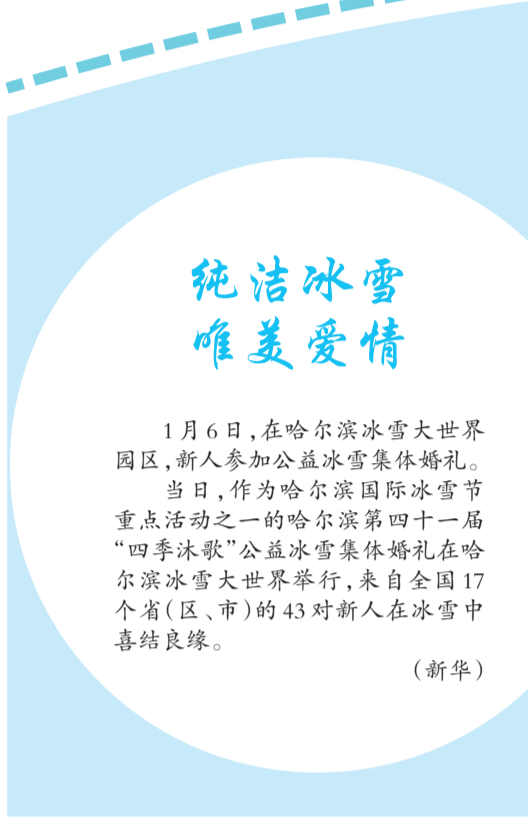 纯洁冰雪
唯美爱情
1月6日,在哈尔滨冰雪大世界
园区,新人参加公益冰雪集体婚礼。
当日,作为哈尔滨国际冰雪节
重点活动之一的哈尔滨第四十一届
“四季沐歌”公益冰雪集体婚礼在哈
尔滨冰雪大世界举行,来自全国17
个省(区、市)的43对新人在冰雪中
喜结良缘。
(新华)